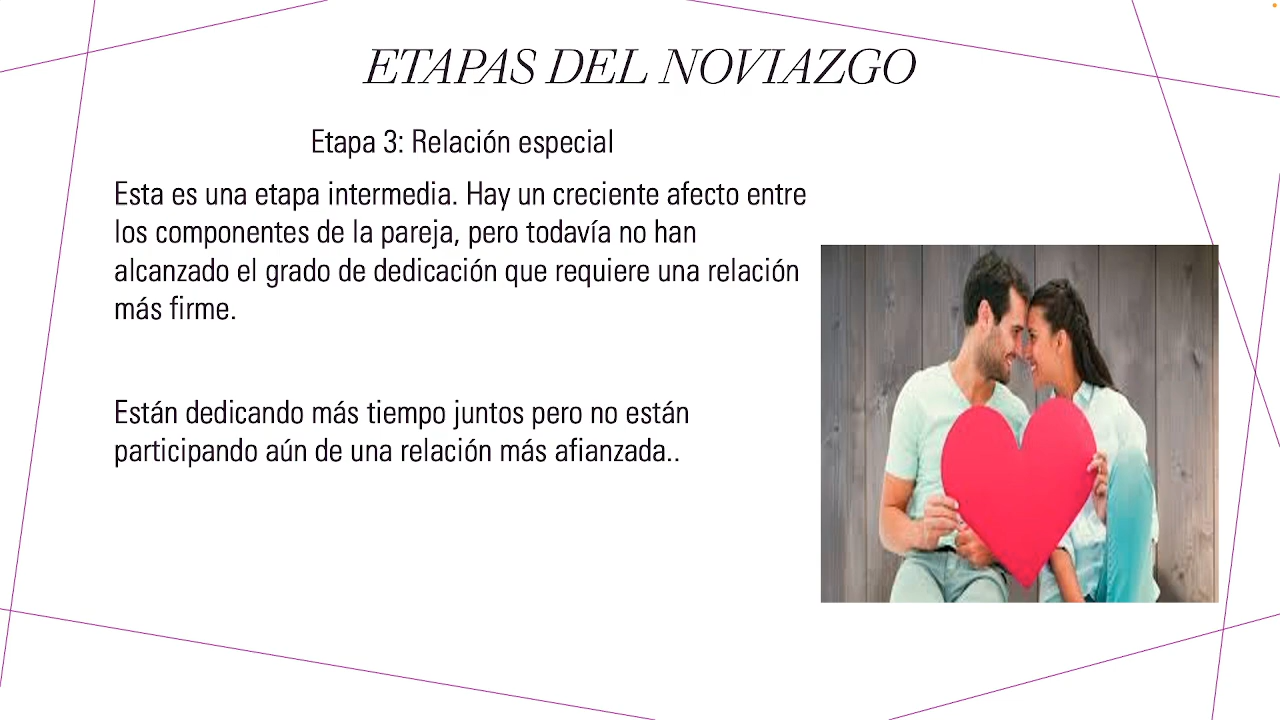 ETAPAS DEL NOVIAZGO
Etapa 3: Relación especial
Esta es una etapa intermedia. Hay un creciente afecto entre
los componentes de la pareja, pero todavía no han
alcanzado el grado de dedicación que requiere una relación
más firme.
Están dedicando más tiempo juntos pero no están
participando aún de una relación más afianzada..